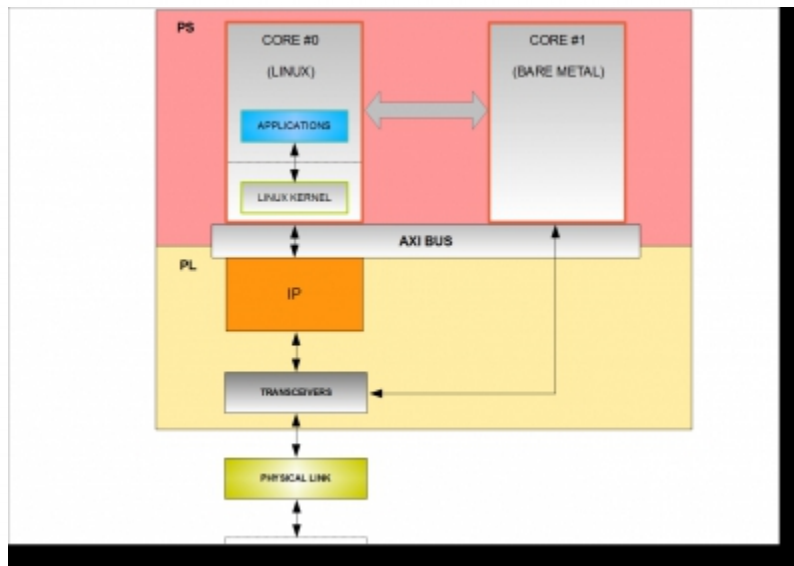 PS
CORE #0
(LINUX)
CORE #1
(BARE METAL)
APPLICATIONS
LINUX KERNEL
AXI BUS
PL
IP
TRANSCEIVERS
PHYSICAL LINK